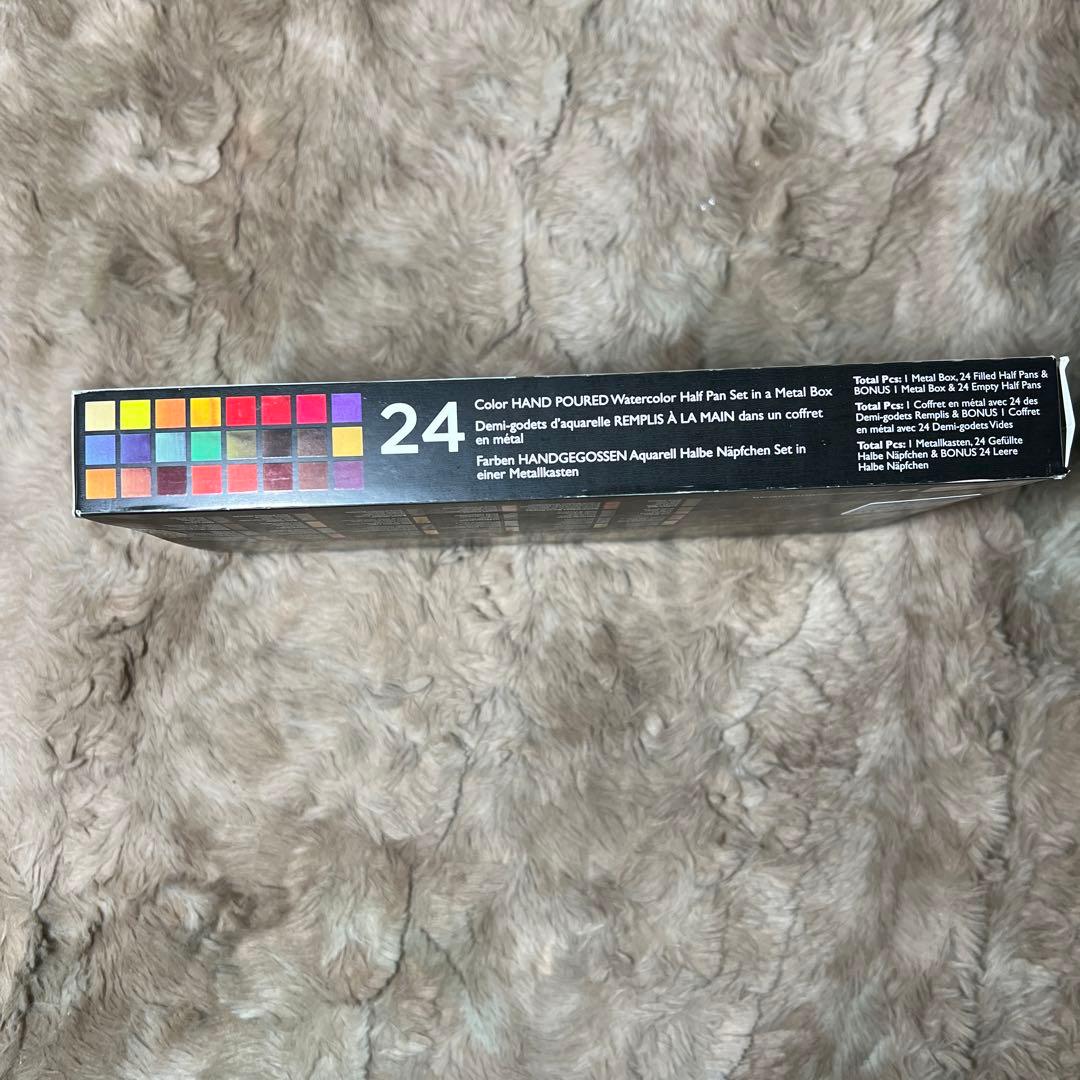 24
Color HAND POURED Watercolor Half Pan Set in a Metal Box
Demi-godets d'aquarelle REMPLIS À LA MAIN dans un coffret
en métal
Farben HANDGEGOSSEN Aquarell Halbe Näpfchen Set in
einer Metallkasten
Total Pcs: 1 Metal Box, 24 Filled Half Pans &
BONUS 1 Metal Box & 24 Empty Half Pans
Total Pcs: 1 Coffret en métal avec 24 des
Demi-godets Remplis & BONUS 1 Coffret
en métal avec 24 Demi-godets Vides
Total Pcs: 1 Metallkasten, 24 Gefüllte
Halbe Näpfchen & BONUS 24 Leere
Halbe Näpfchen